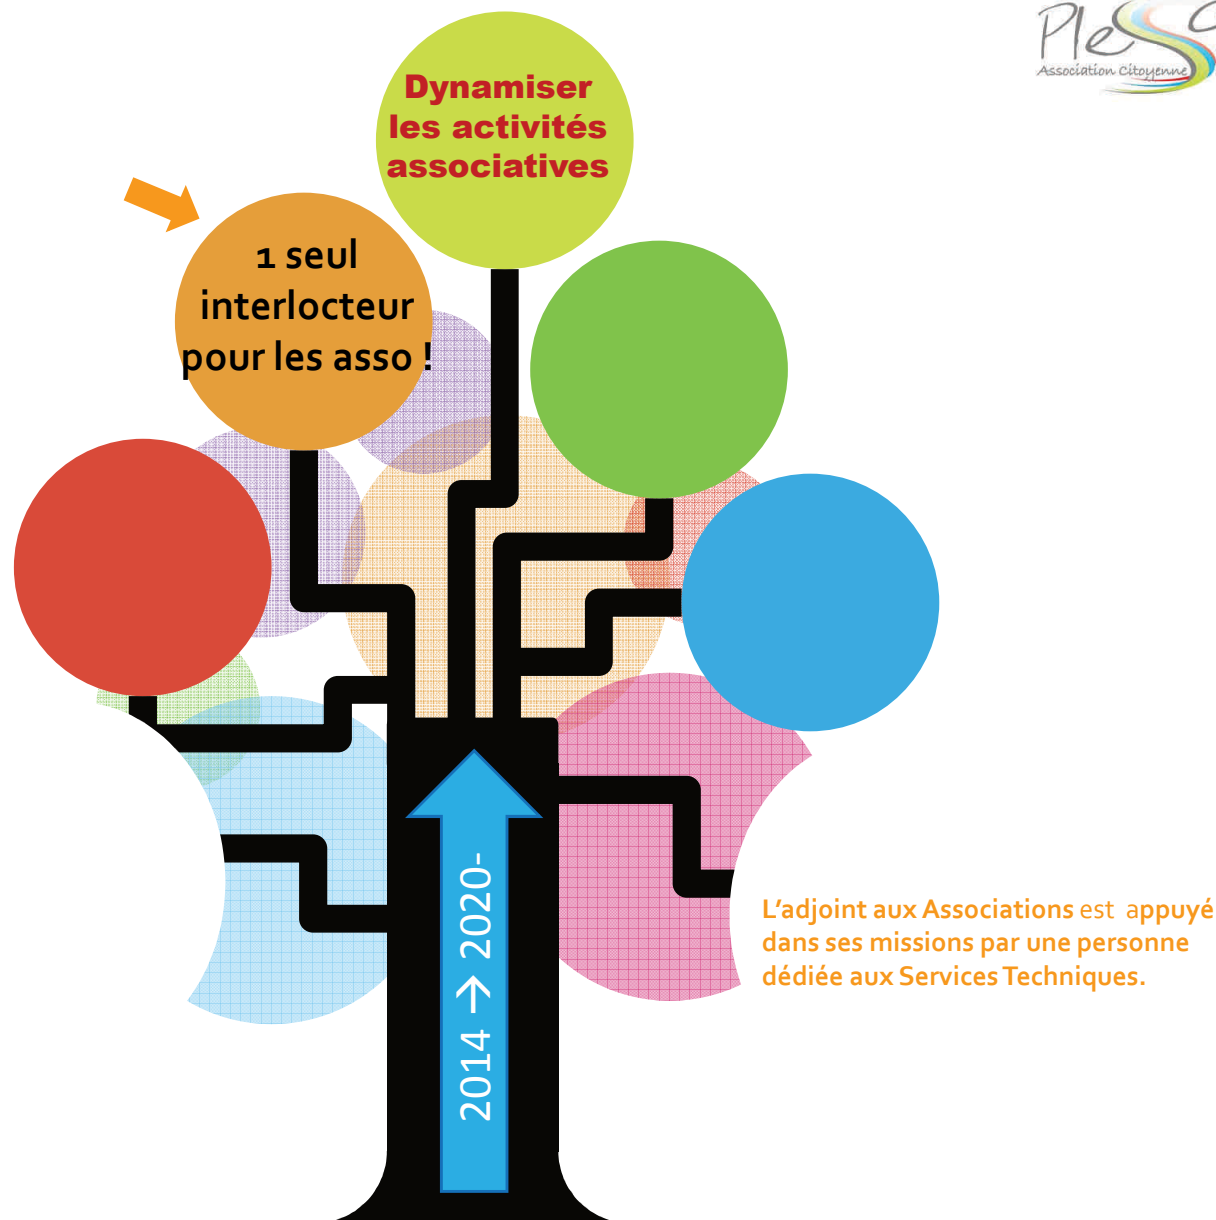 Association Citoyenne
Dynamiser
les activités
associatives
1 seul
interlocteur
pour les asso !
2014 → 2020-
L'adjoint aux Associations est appuyé
dans ses missions par une personne
dédiée aux Services Techniques.